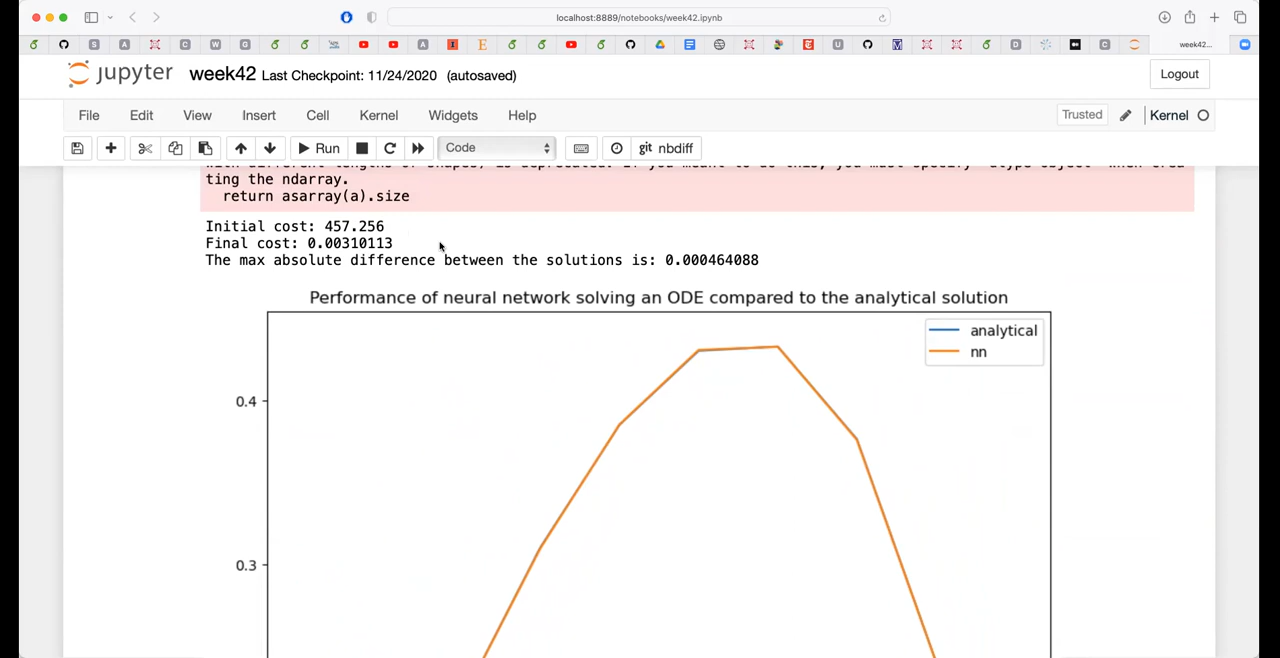 localhost:8889/notebooks/week42.ipynb
week42...
jupyter week42 Last Checkpoint: 11/24/2020 (autosaved)
Logout
File Edit View Insert Cell Kernel Widgets Help
Trusted Kernel
Run Code git nbdiff
ting the ndarray.
return asarray(a).size
Initial cost: 457.256
Final cost: 0.00310113
The max absolute difference between the solutions is: 0.000464088
Performance of neural network solving an ODE compared to the analytical solution
analytical
nn
0.4
0.3